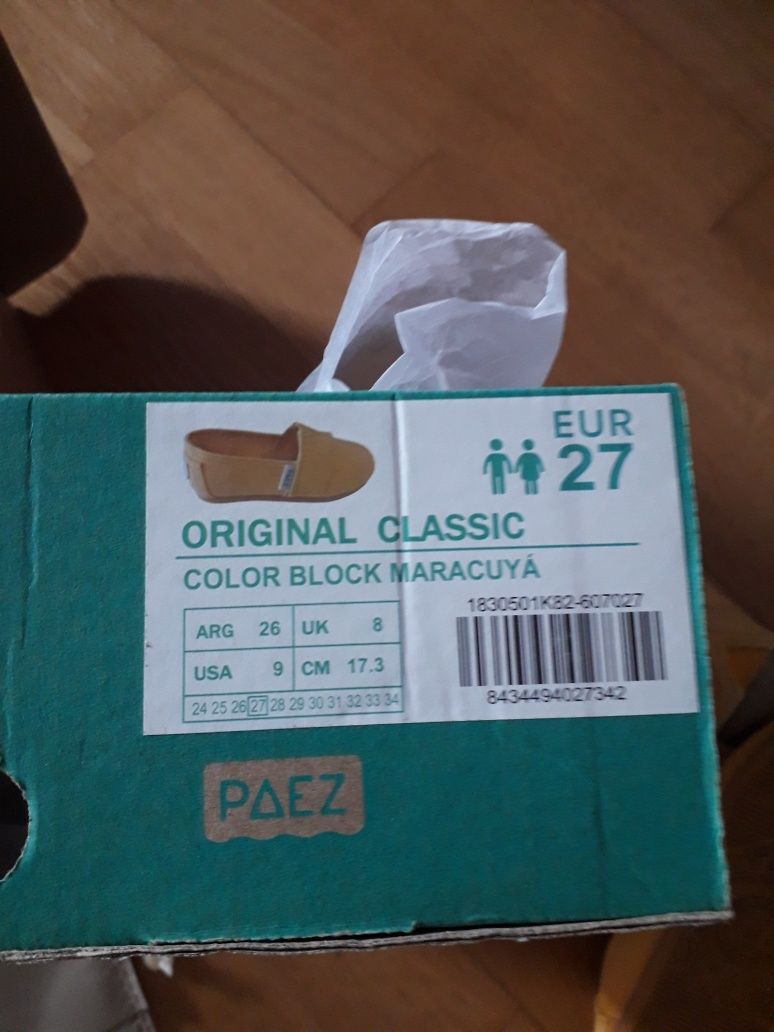 EUR
27
ORIGINAL CLASSIC
COLOR BLOCK MARACUYÁ
ARG 26 UK 8
USA 9 CM 17.3
24 25 26 27 28 29 30 31 32 33 34
1830501K82-607027
8434494027342
PAEZ